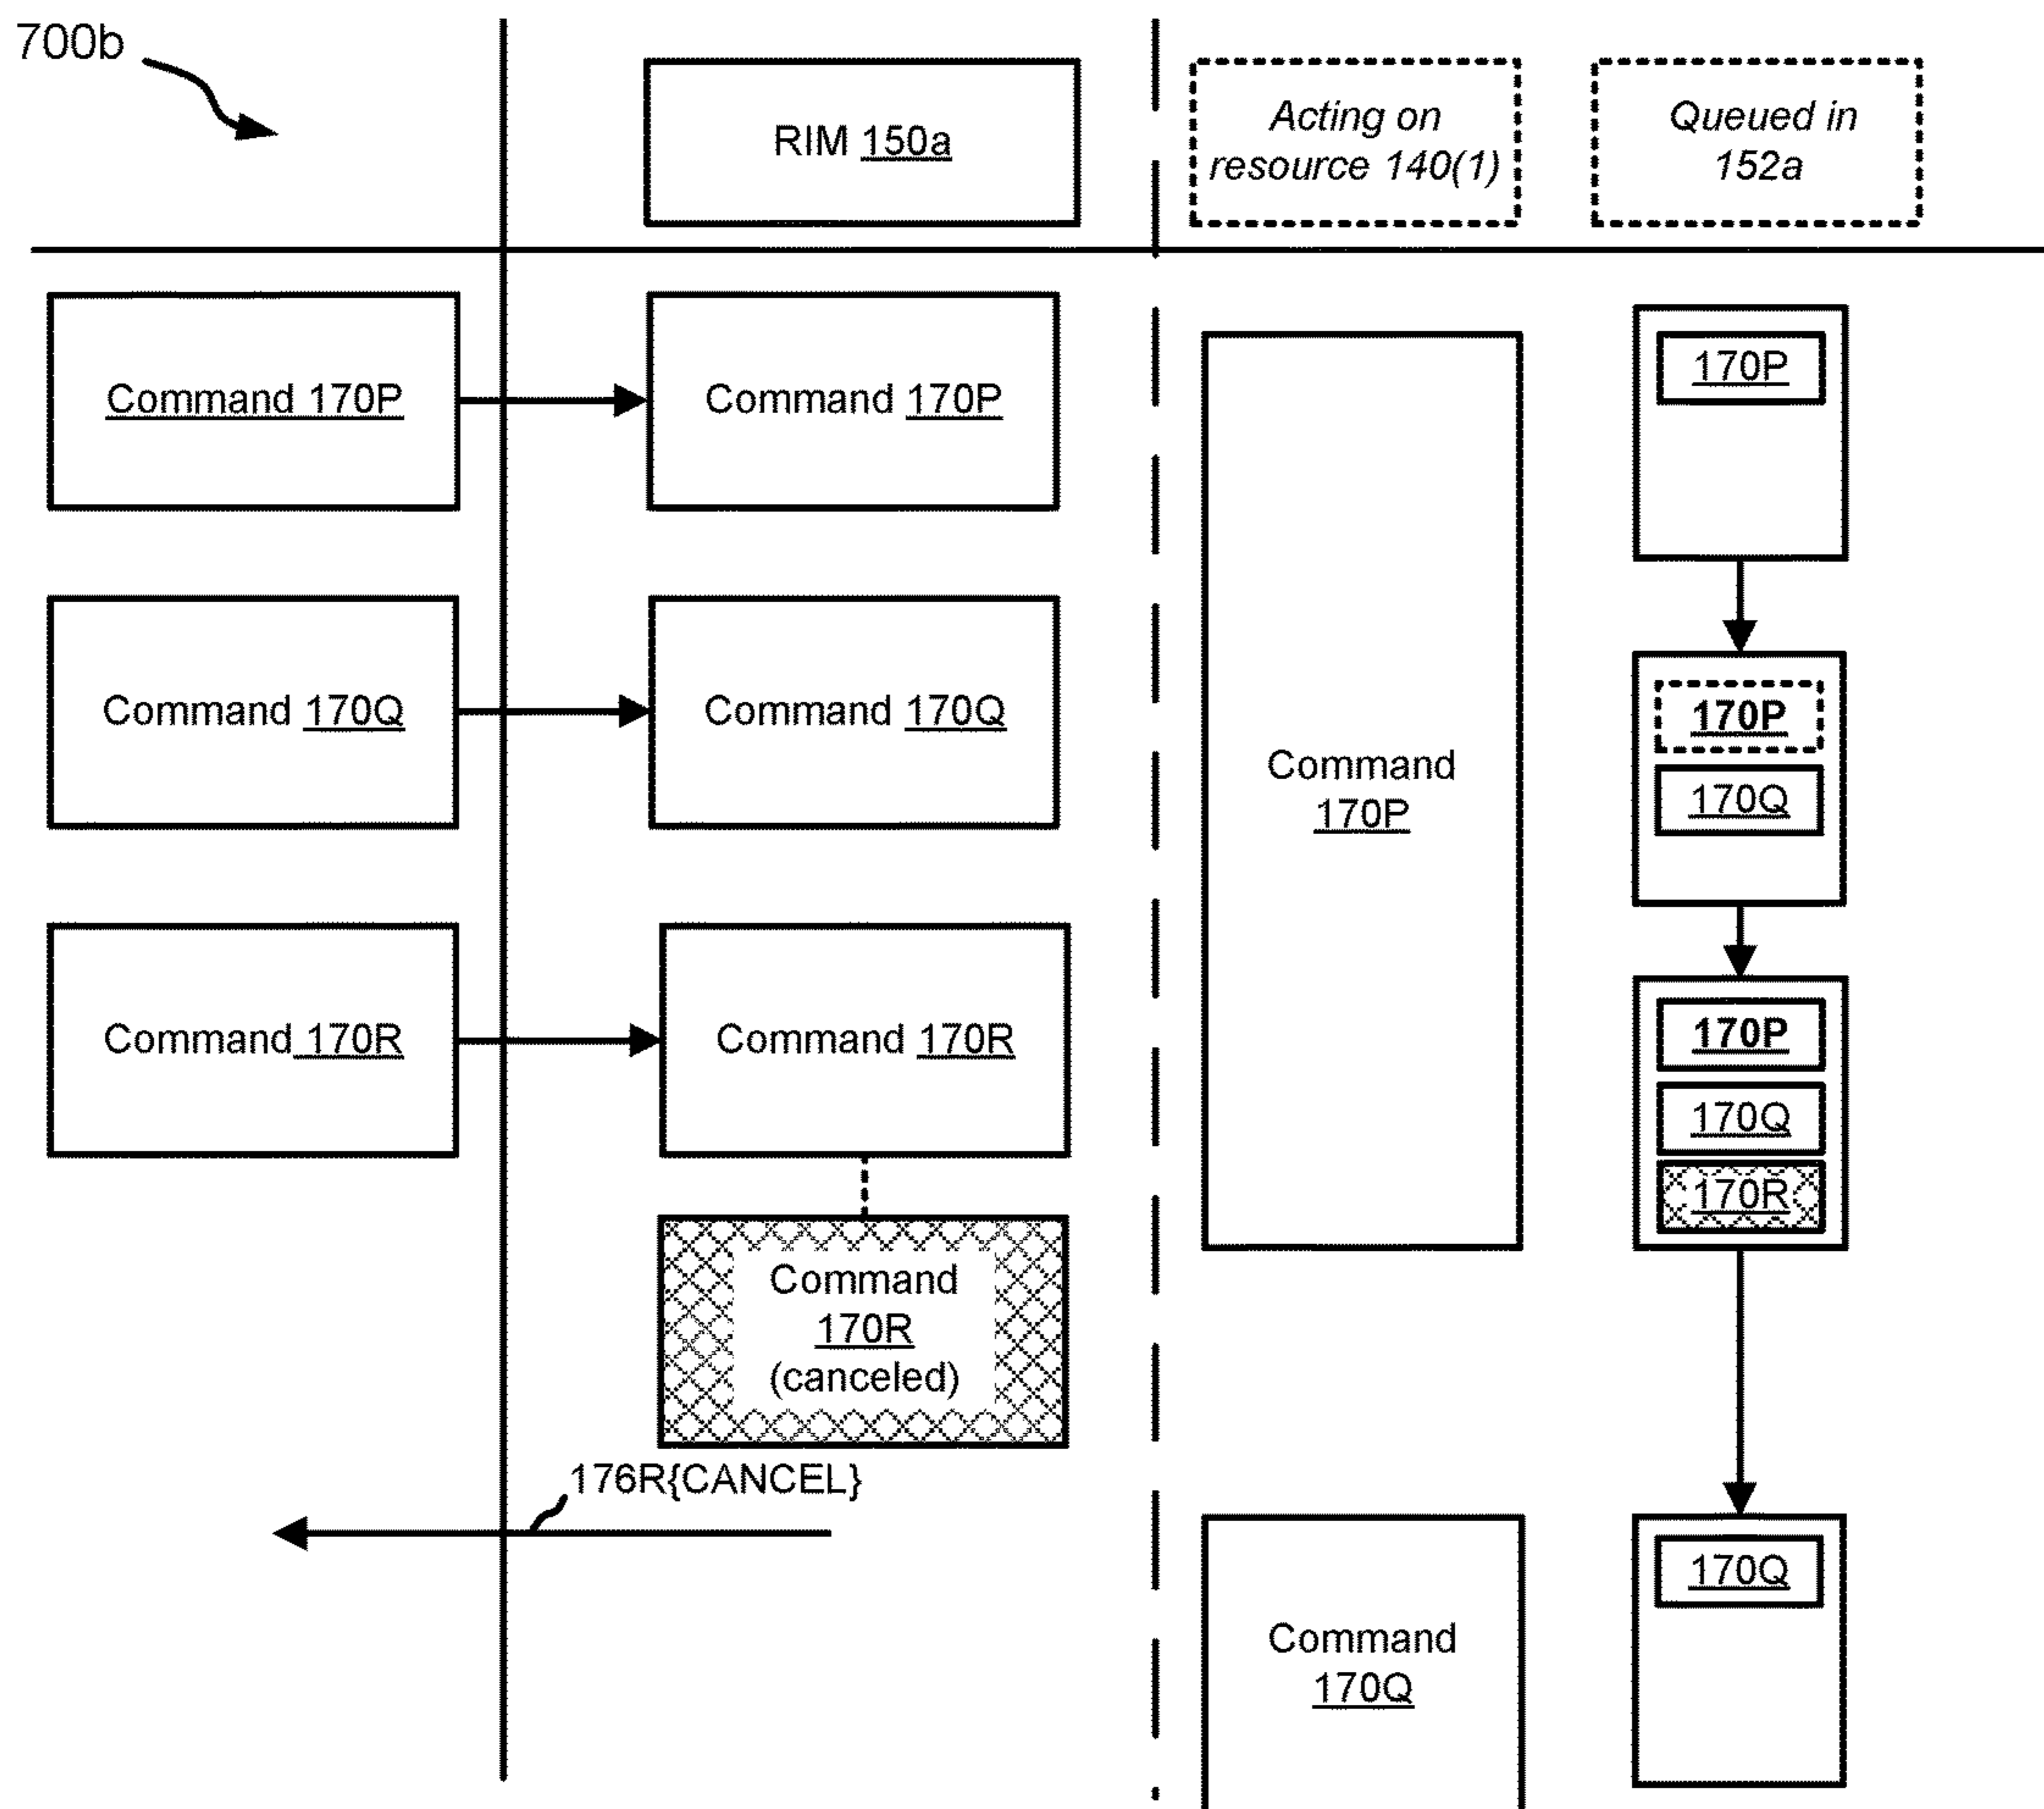 700b
RIM 150a
Acting on
resource 140(1)
Queued in
152a
Command 170P
Command 170P
170P
Command 170Q
Command 170Q
Command
170P
170P
170Q
Command 170R
Command 170R
170P
170Q
170R
Command
170R
(canceled)
176R{CANCEL}
Command
170Q
170Q